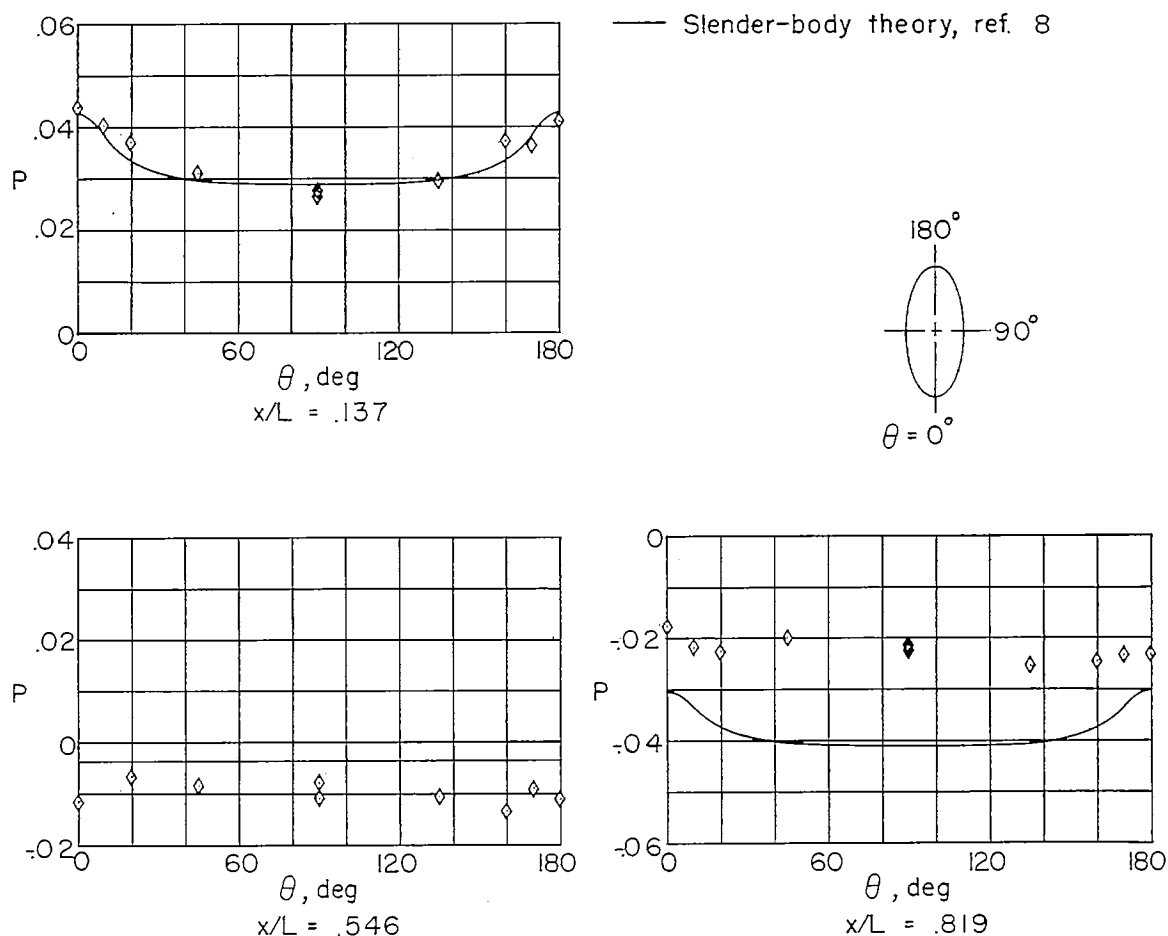 Slender-body theory, ref. 8
.06
.04
P
.02
0
0 60 120 180
θ, deg
x/L = .137
180°
90°
θ = 0°
.04
.02
P
0
-.02
0 60 120 180
θ, deg
x/L = .546
0
-.02
P
-.04
-.06
0 60 120 180
θ, deg
x/L = .819